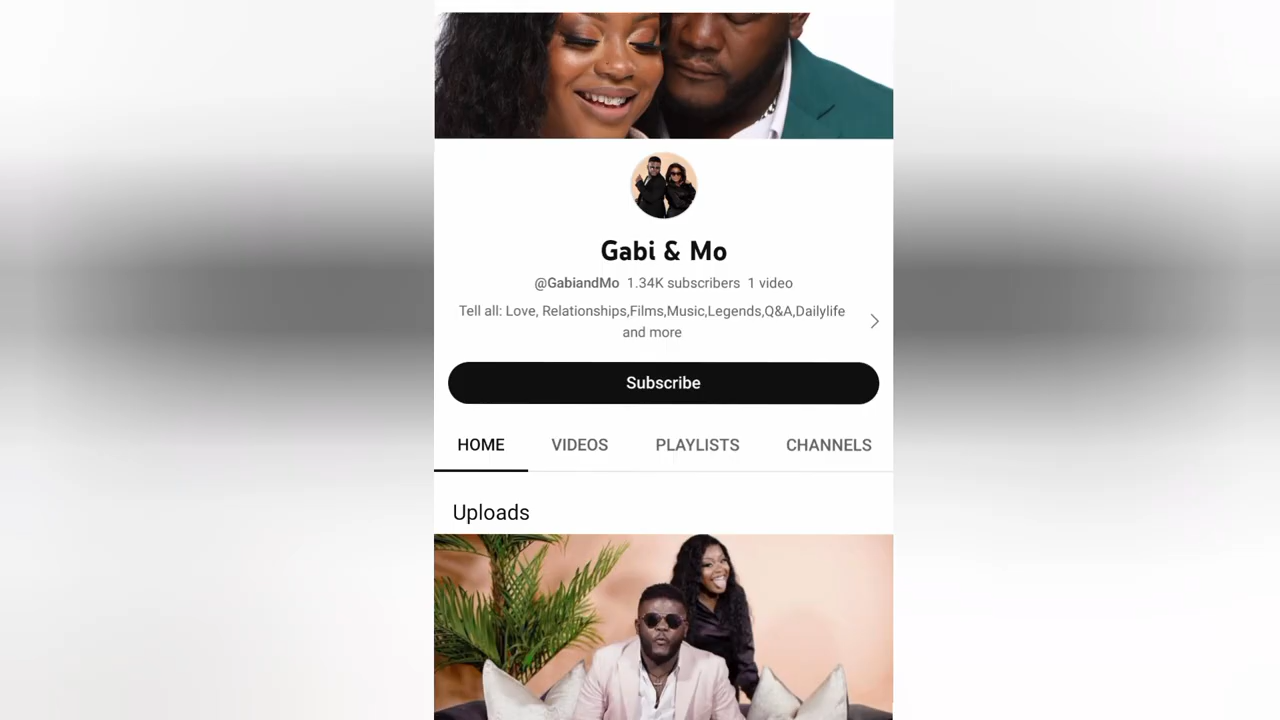 Gabi & Mo
@GabiandMo 1.34K subscribers 1 video
Tell all: Love, Relationships,Films,Music,Legends,Q&A,Dailylife
and more
Subscribe
HOME VIDEOS PLAYLISTS CHANNELS
Uploads